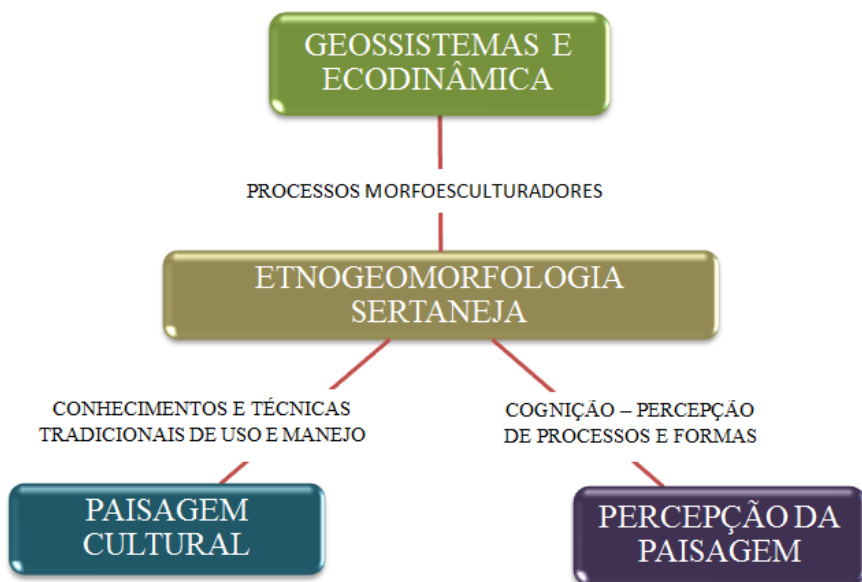 GEOSSISTEMAS E
ECODINÂMICA
PROCESSOS MORFOESCULTURADORES
ETNOGEOMORFOLOGIA
SERTANEJA
CONHECIMENTOS E TÉCNICAS
TRADICIONAIS DE USO E MANEJO
COGNIÇÃO – PERCEPÇÃO
DE PROCESSOS E FORMAS
PAISAGEM
CULTURAL
PERCEPÇÃO DA
PAISAGEM